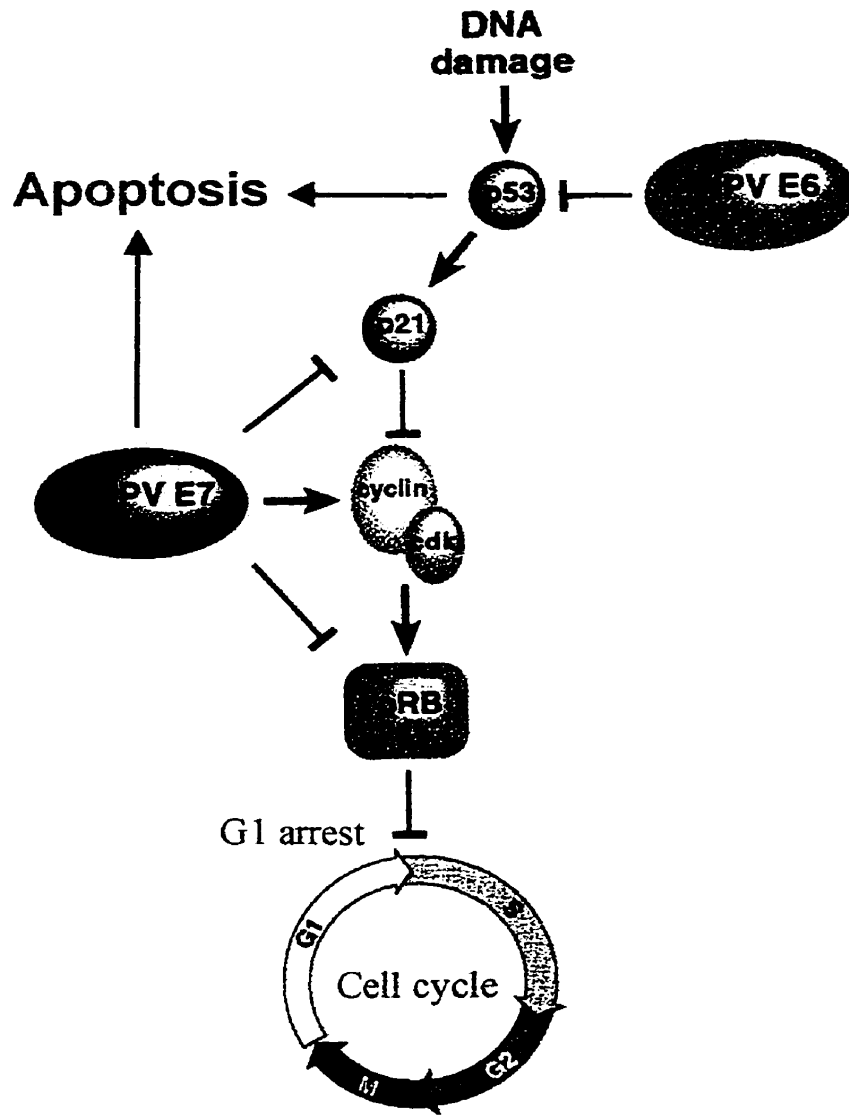 DNA
damage
Apoptosis
p53
PV E6
p21
PV E7
cyclin
cdk
RB
G1 arrest
G1
S
Cell cycle
G2
M